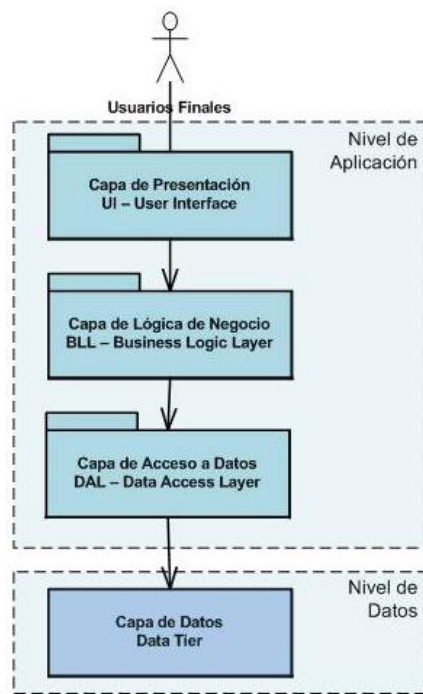 Usuarios Finales
Nivel de
Aplicación
Capa de Presentación
UI – User Interface
Capa de Lógica de Negocio
BLL – Business Logic Layer
Capa de Acceso a Datos
DAL – Data Access Layer
Nivel de
Datos
Capa de Datos
Data Tier